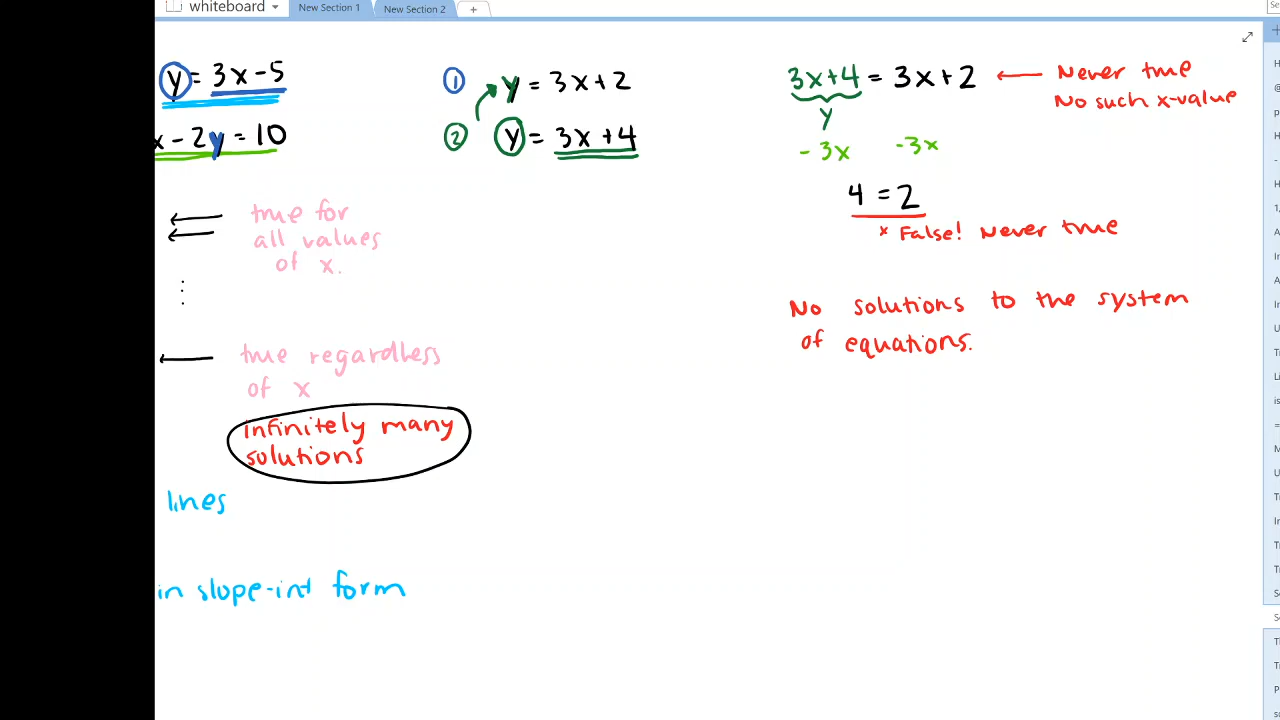 whiteboard
New Section 1
New Section 2
+
y = 3x - 5
x - 2y = 10
true for
all values
of x.
true regardless
of x
infinitely many
solutions
lines
in slope-int form
① y = 3x + 2
② y = 3x + 4
3x + 4 = 3x + 2
y
- 3x - 3x
4 = 2
x False! Never true
Never true
No such x-value
No solutions to the system
of equations.